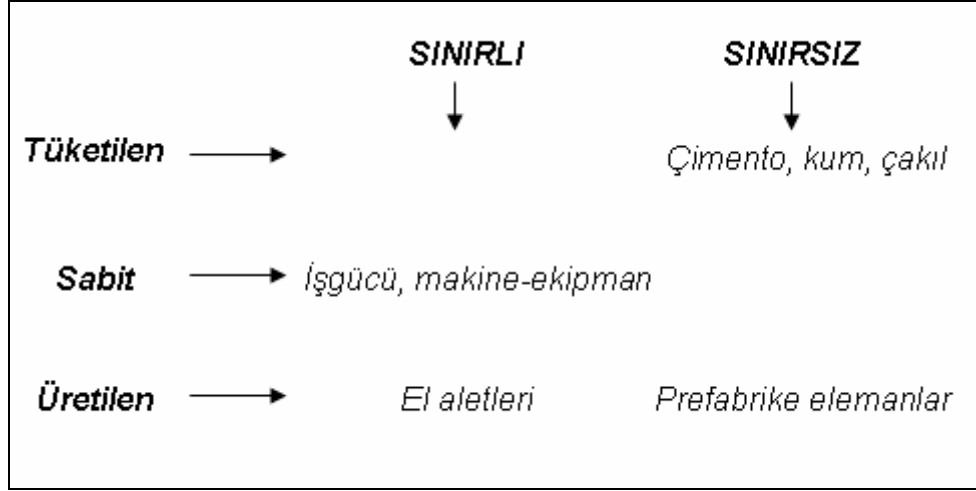 SINIRLI SINIRSIZ
Tüketilen Çimento, kum, çakıl
Sabit İşgücü, makine-ekipman
Üretilen El aletleri Prefabrike elemanlar